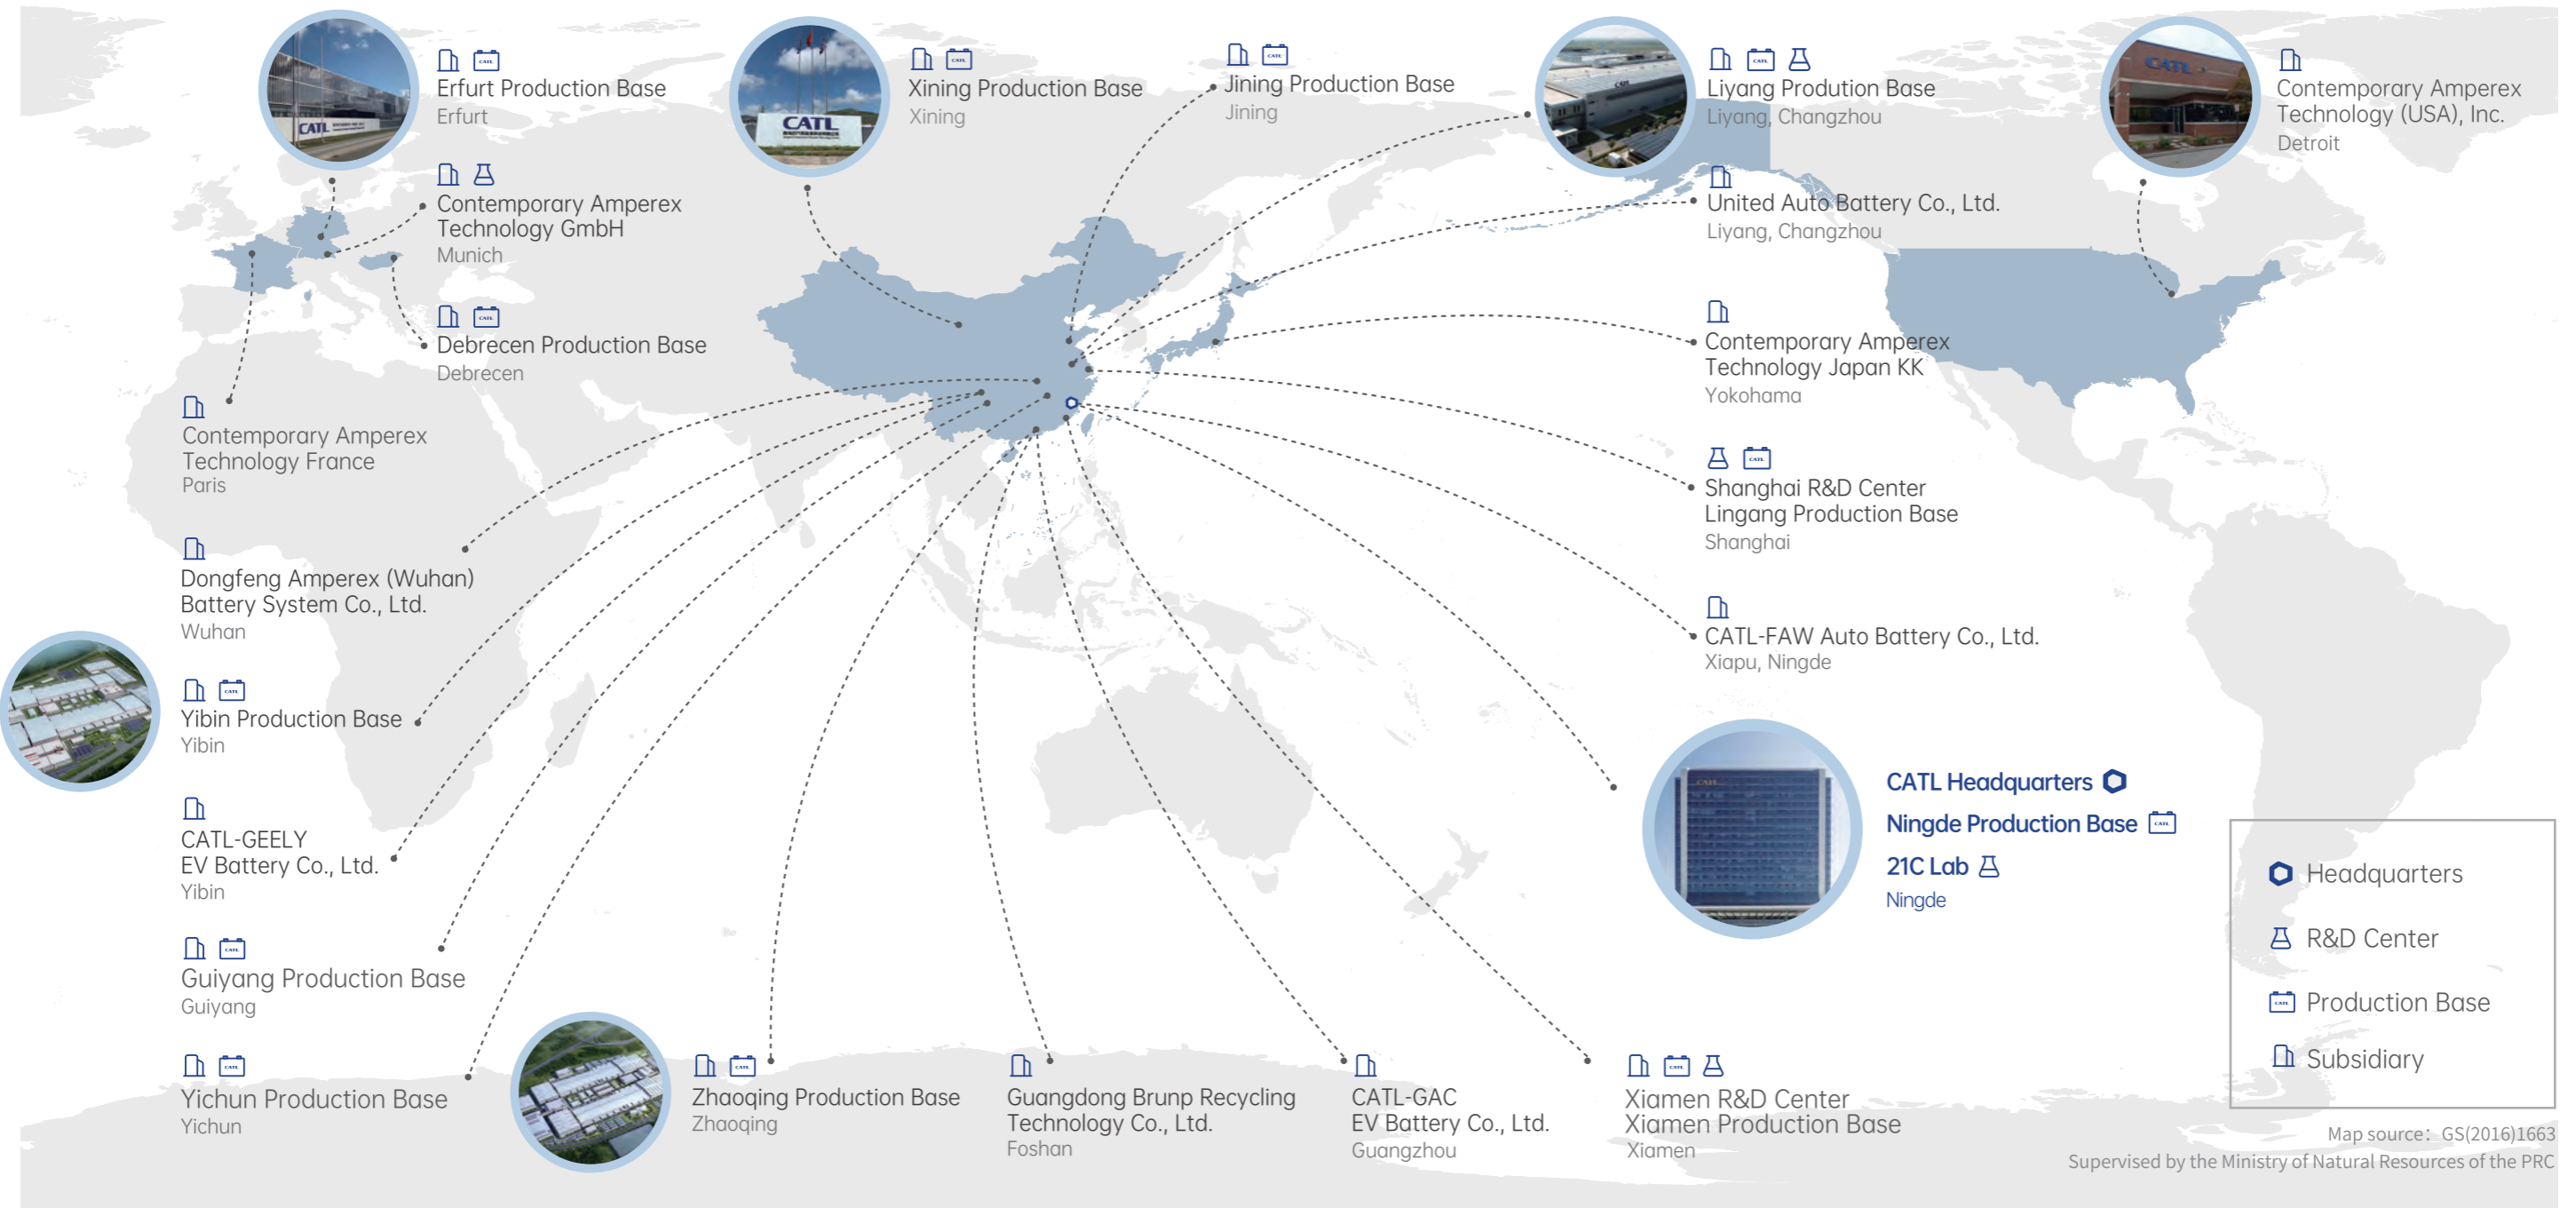 Erfurt Production Base
Erfurt
Contemporary Amperex
Technology GmbH
Munich
Debrecen Production Base
Debrecen
Contemporary Amperex
Technology France
Paris
Dongfeng Amperex (Wuhan)
Battery System Co., Ltd.
Wuhan
Yibin Production Base
Yibin
CATL-GEELY
EV Battery Co., Ltd.
Yibin
Guiyang Production Base
Guiyang
Yichun Production Base
Yichun
CATL
Xining Production Base
Xining
CATL
Jining Production Base
Jining
Liyang Prodution Base
Liyang, Changzhou
United Auto Battery Co., Ltd.
Liyang, Changzhou
CATL
Contemporary Amperex
Technology (USA), Inc.
Detroit
Contemporary Amperex
Technology Japan KK
Yokohama
Shanghai R&D Center
Lingang Production Base
Shanghai
CATL-FAW Auto Battery Co., Ltd.
Xiapu, Ningde
CATL Headquarters
Ningde Production Base
21C Lab
Ningde
Zhaoqing Production Base
Zhaoqing
Guangdong Brunp Recycling
Technology Co., Ltd.
Foshan
CATL-GAC
EV Battery Co., Ltd.
Guangzhou
Xiamen R&D Center
Xiamen Production Base
Xiamen
Headquarters
R&D Center
Production Base
Subsidiary
Map source: GS(2016)1663
Supervised by the Ministry of Natural Resources of the PRC